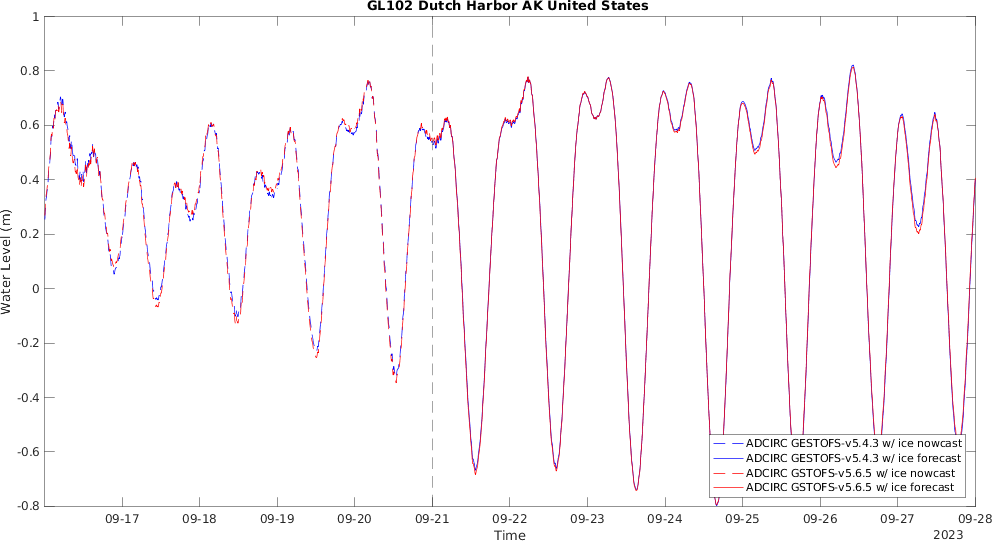 GL102 Dutch Harbor AK United States
1
0.8
0.6
0.4
0.2
0
-0.2
-0.4
-0.6
-0.8
Water Level (m)
ADCIRC GESTOFS-v5.4.3 w/ ice nowcast
ADCIRC GESTOFS-v5.4.3 w/ ice forecast
ADCIRC GSTOFS-v5.6.5 w/ ice nowcast
ADCIRC GSTOFS-v5.6.5 w/ ice forecast
09-17 09-18 09-19 09-20 09-21 09-22 09-23 09-24 09-25 09-26 09-27 09-28
Time
2023